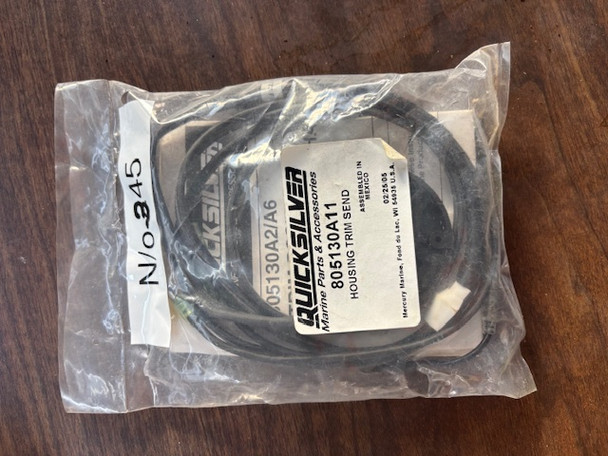 N/o 345
QUICKSILVER
05130A2/A6
QUICKSILVER
Marine Parts & Accessories
805130A11
HOUSING TRIM SEND
ASSEMBLED IN
MEXICO
02/25/05
Mercury Marine, Fond du Lac, WI 54935 U.S.A.